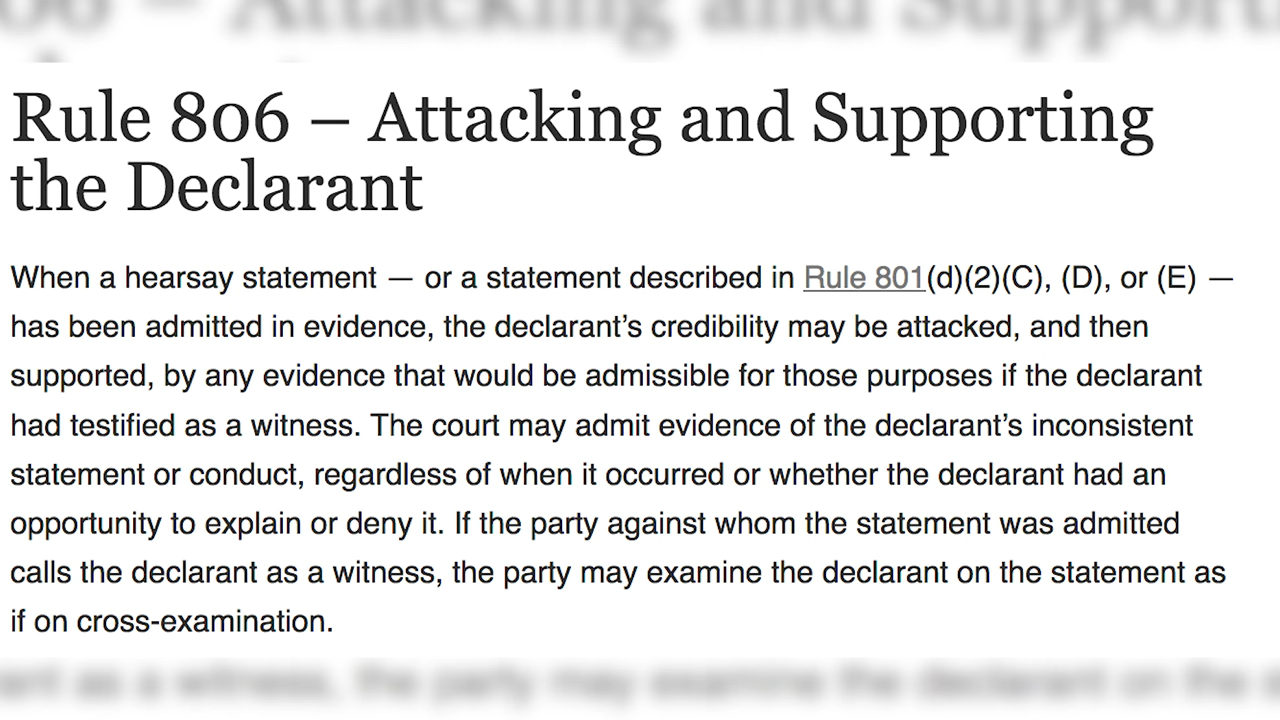 Rule 806 – Attacking and Supporting
the Declarant
When a hearsay statement — or a statement described in Rule 801(d)(2)(C), (D), or (E) —
has been admitted in evidence, the declarant’s credibility may be attacked, and then
supported, by any evidence that would be admissible for those purposes if the declarant
had testified as a witness. The court may admit evidence of the declarant’s inconsistent
statement or conduct, regardless of when it occurred or whether the declarant had an
opportunity to explain or deny it. If the party against whom the statement was admitted
calls the declarant as a witness, the party may examine the declarant on the statement as
if on cross-examination.